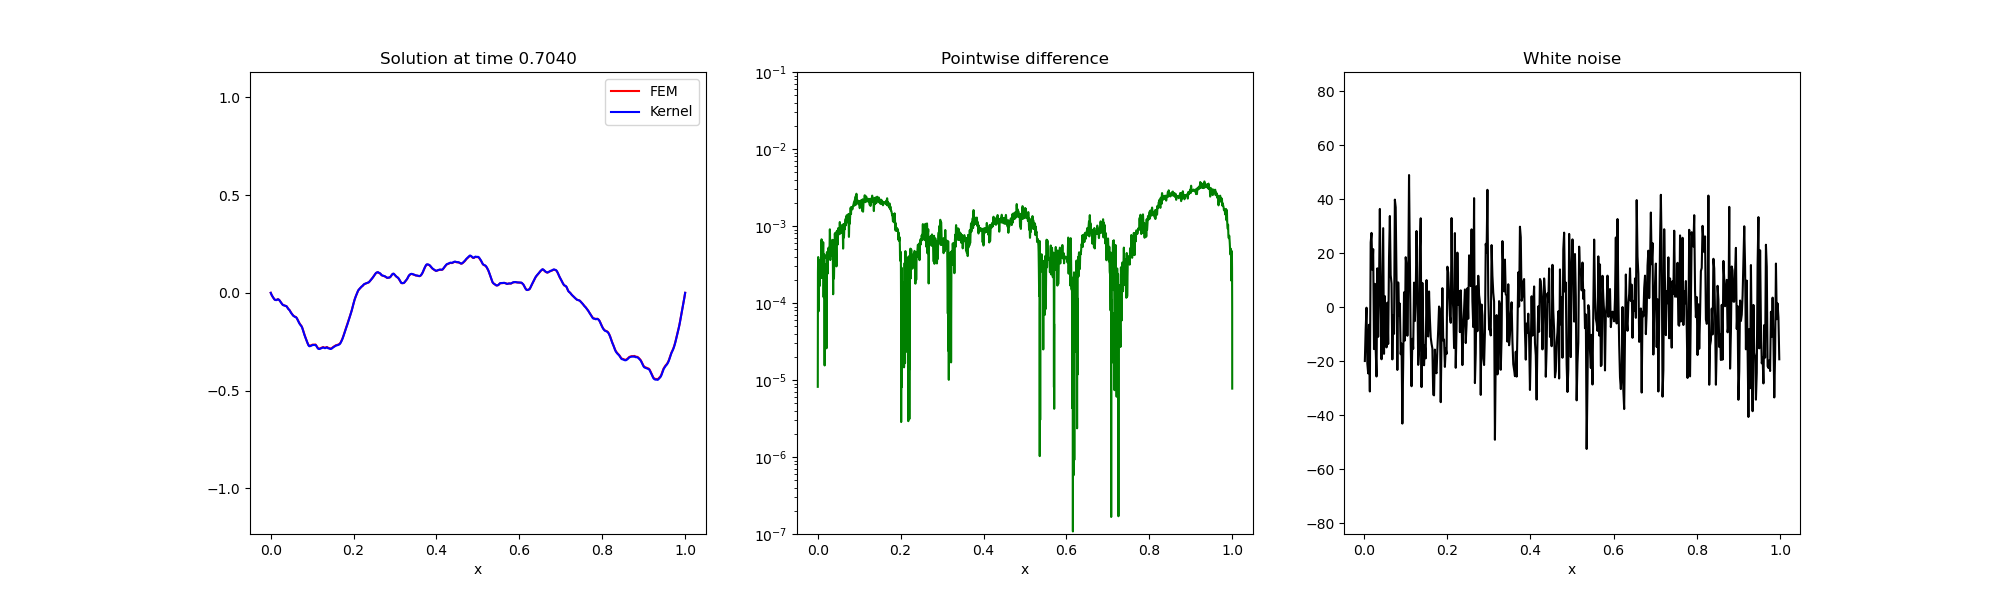 Solution at time 0.7040
FEM
Kernel
1.0
0.5
0.0
−0.5
−1.0
0.0 0.2 0.4 0.6 0.8 1.0
x
Pointwise difference
10⁻¹
10⁻²
10⁻³
10⁻⁴
10⁻⁵
10⁻⁶
10⁻⁷
0.0 0.2 0.4 0.6 0.8 1.0
x
White noise
80
60
40
20
0
−20
−40
−60
−80
0.0 0.2 0.4 0.6 0.8 1.0
x